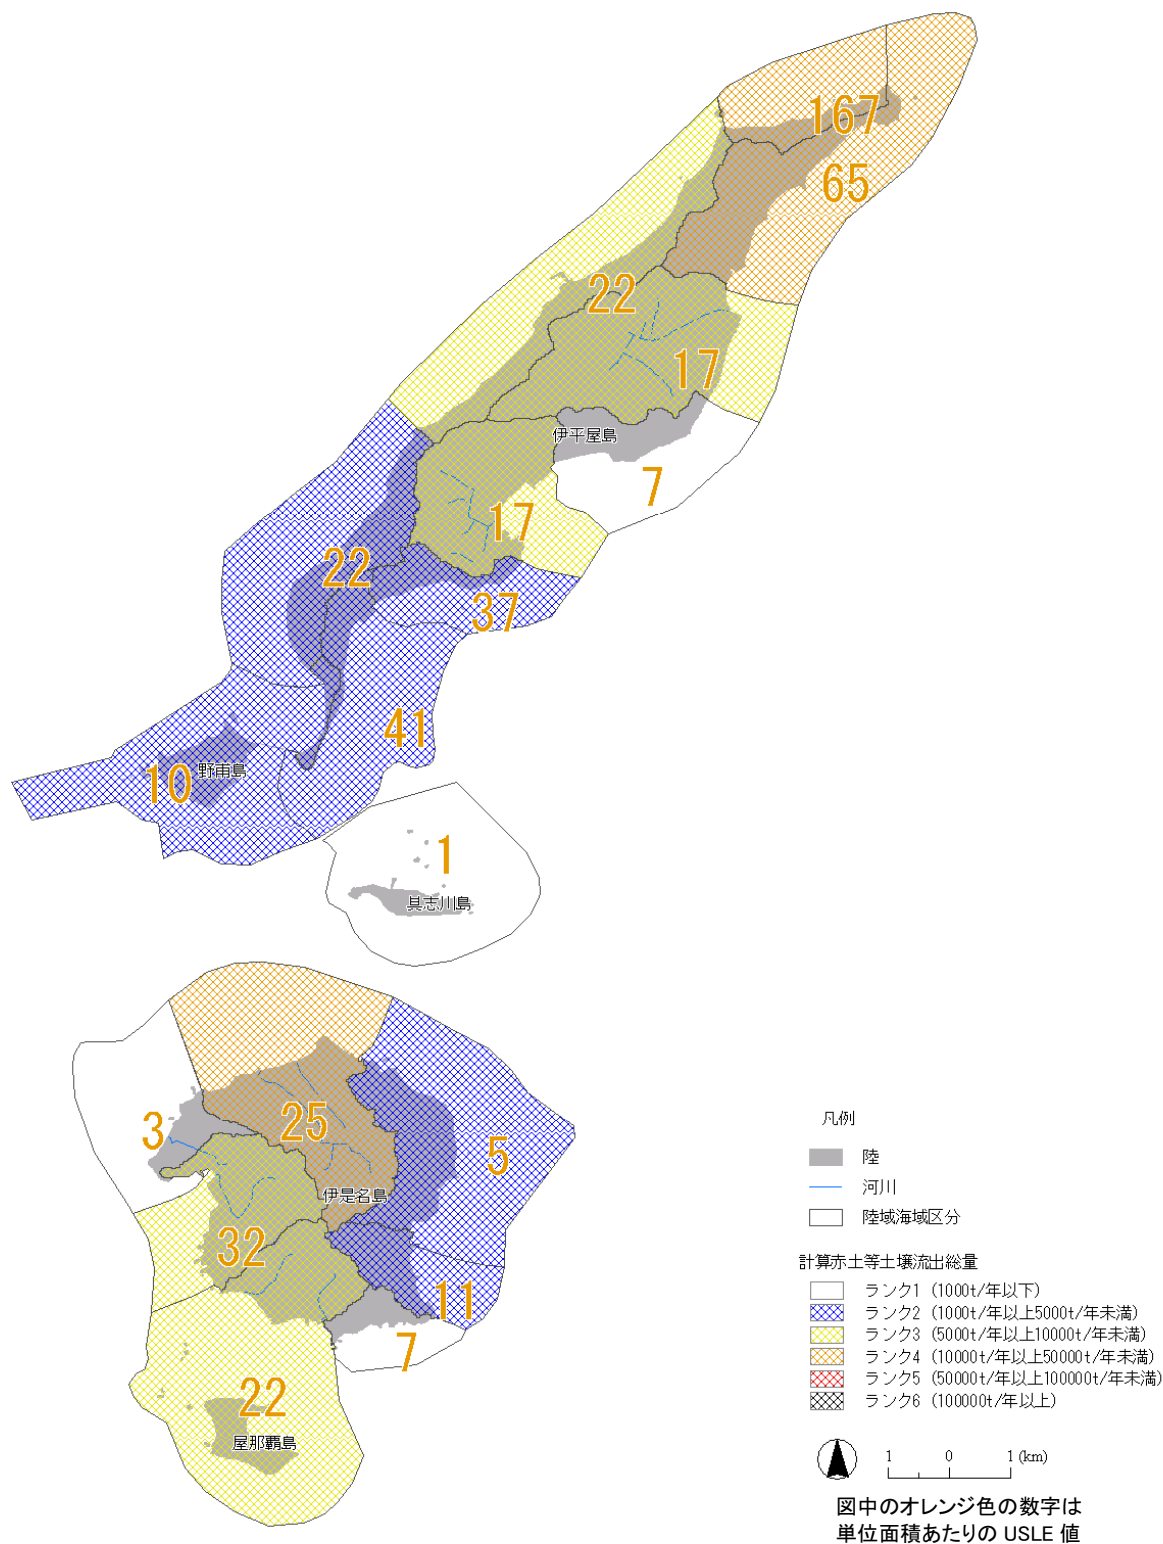 167
65
22
17
伊平屋島
7
17
22
37
41
野甫島
10
1
具志川島
3
25
5
伊是名島
32
11
7
22
屋那覇島
凡例
陸
河川
陸域海域区分
計算赤土等土壌流出総量
ランク1 (1000t/年以下)
ランク2 (1000t/年以上5000t/年未満)
ランク3 (5000t/年以上10000t/年未満)
ランク4 (10000t/年以上50000t/年未満)
ランク5 (50000t/年以上100000t/年未満)
ランク6 (100000t/年以上)
1 0 1 (km)
図中のオレンジ色の数字は
単位面積あたりの USLE 値